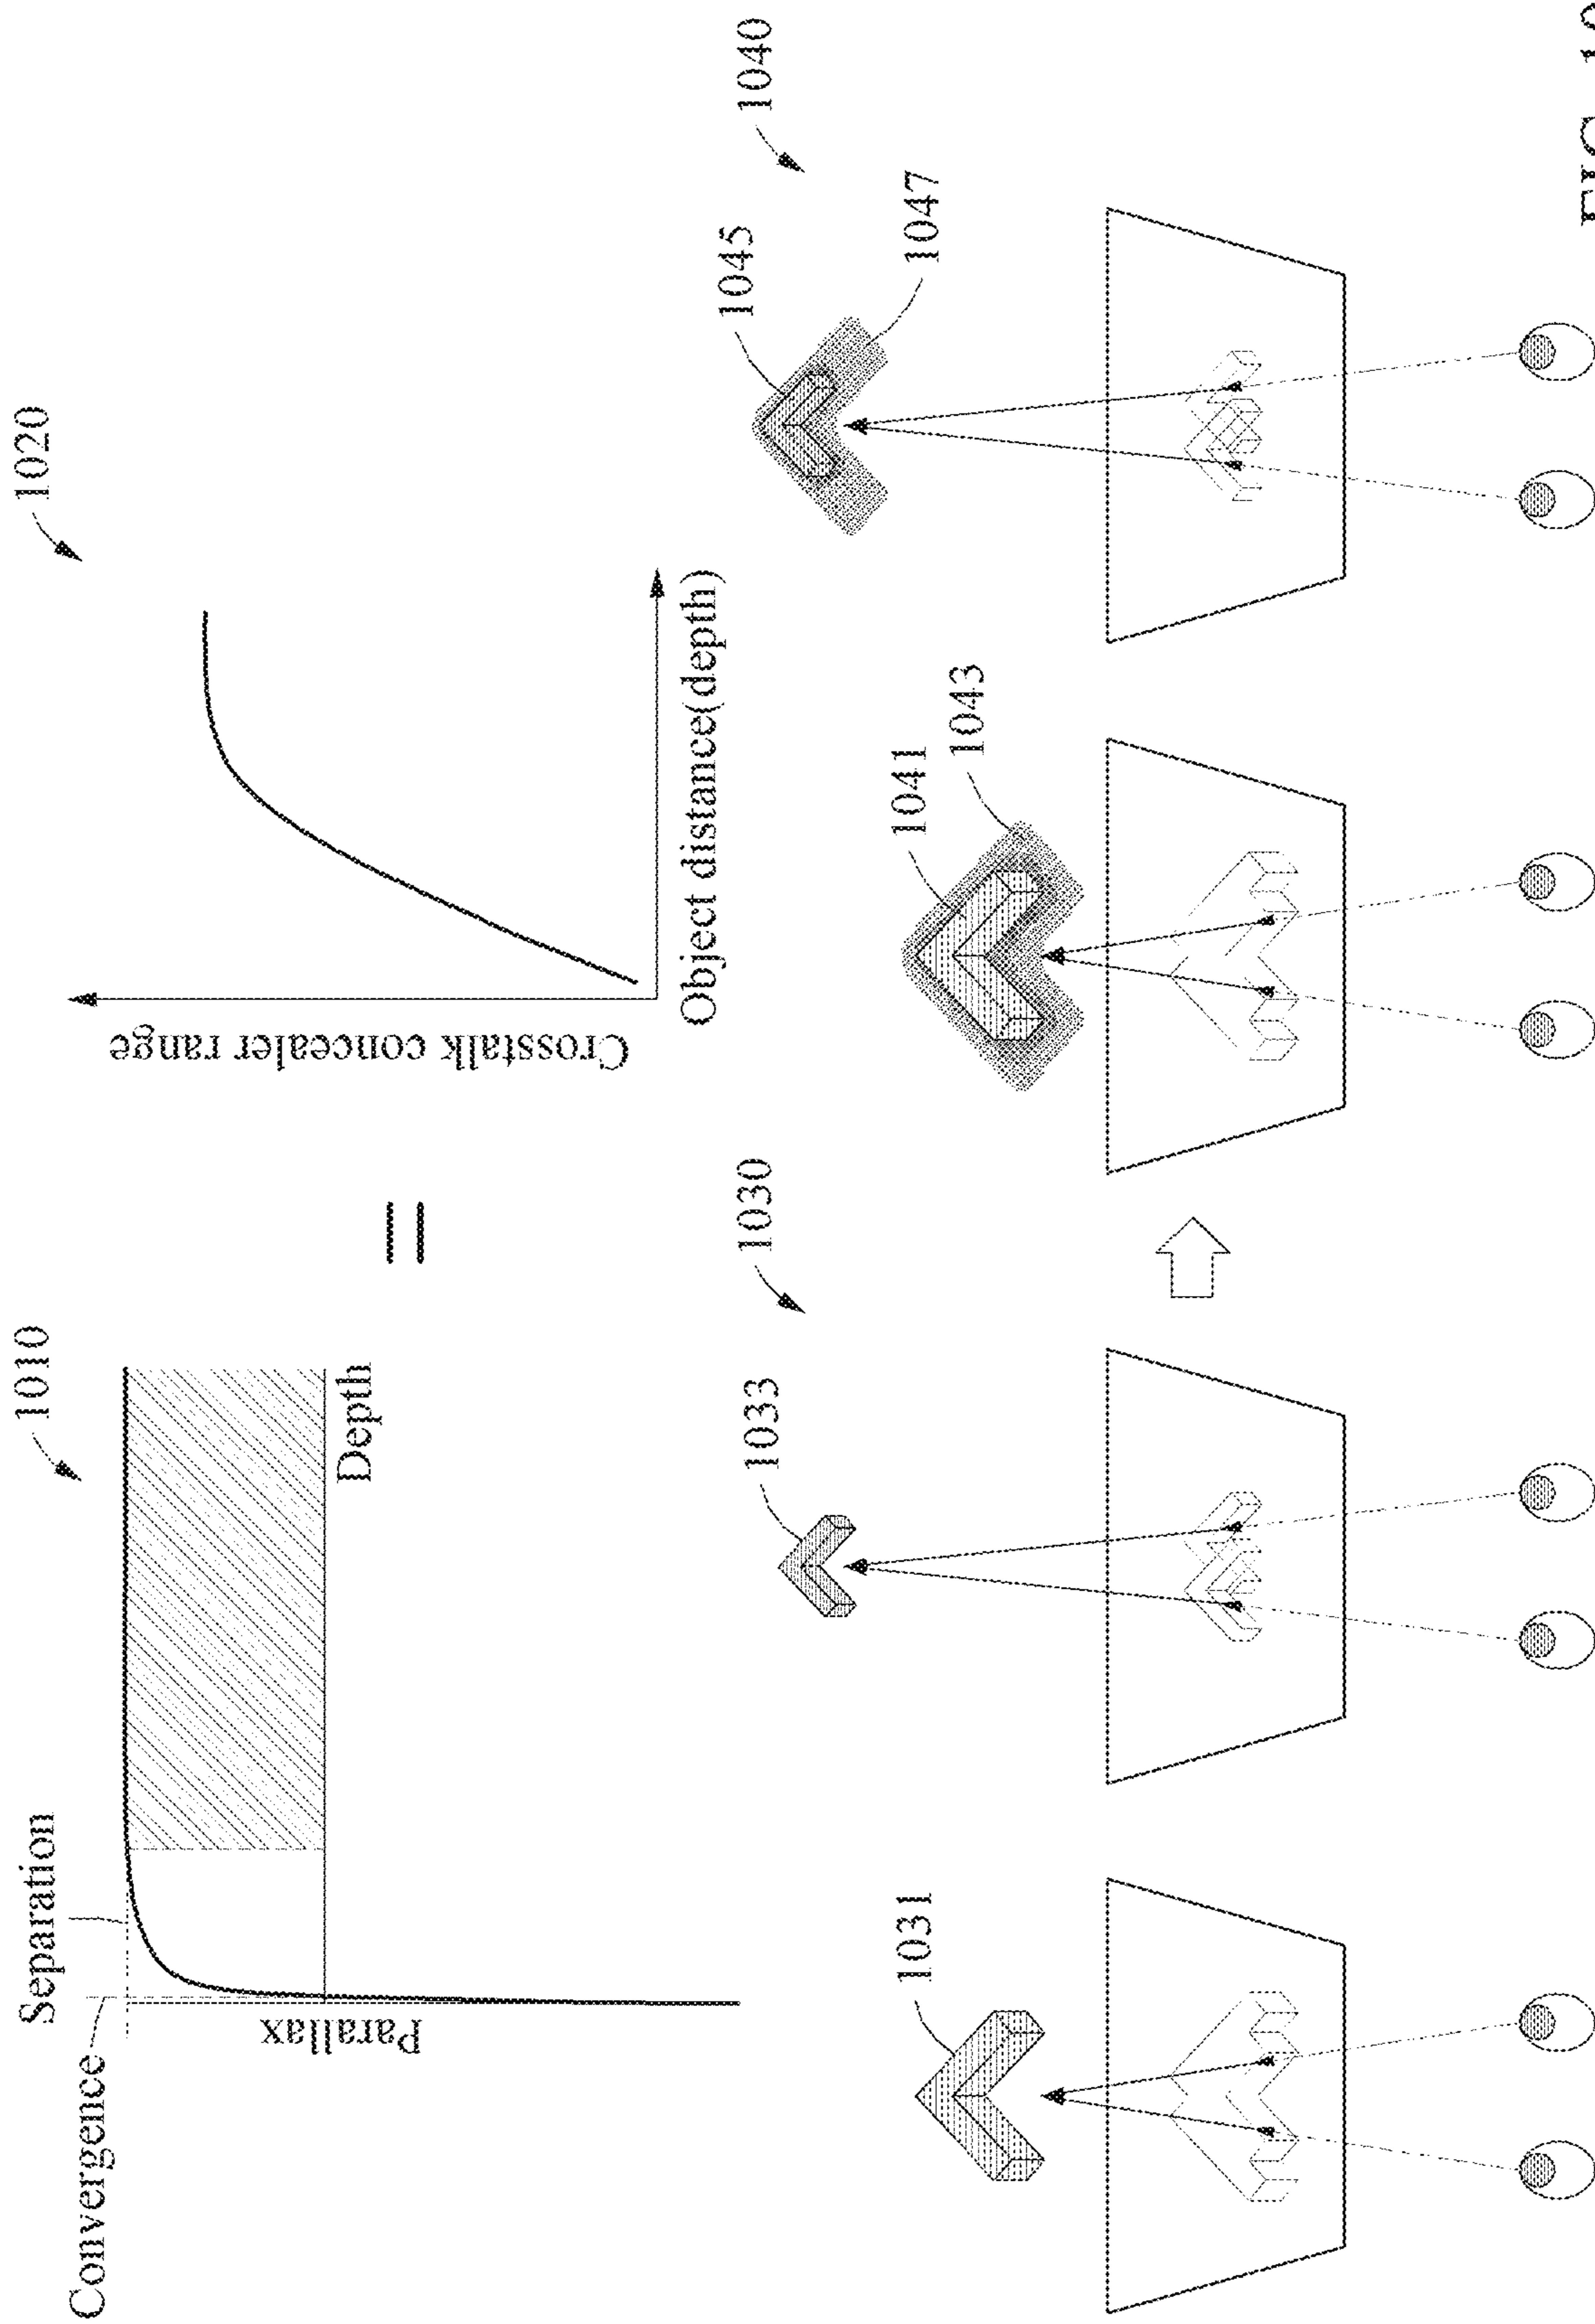 1010
Separation
Convergence
Parallax
Depth
1020
Crosstalk concealer range
Object distance(depth)
1030
1031
1033
1040
1041
1043
1045
1047